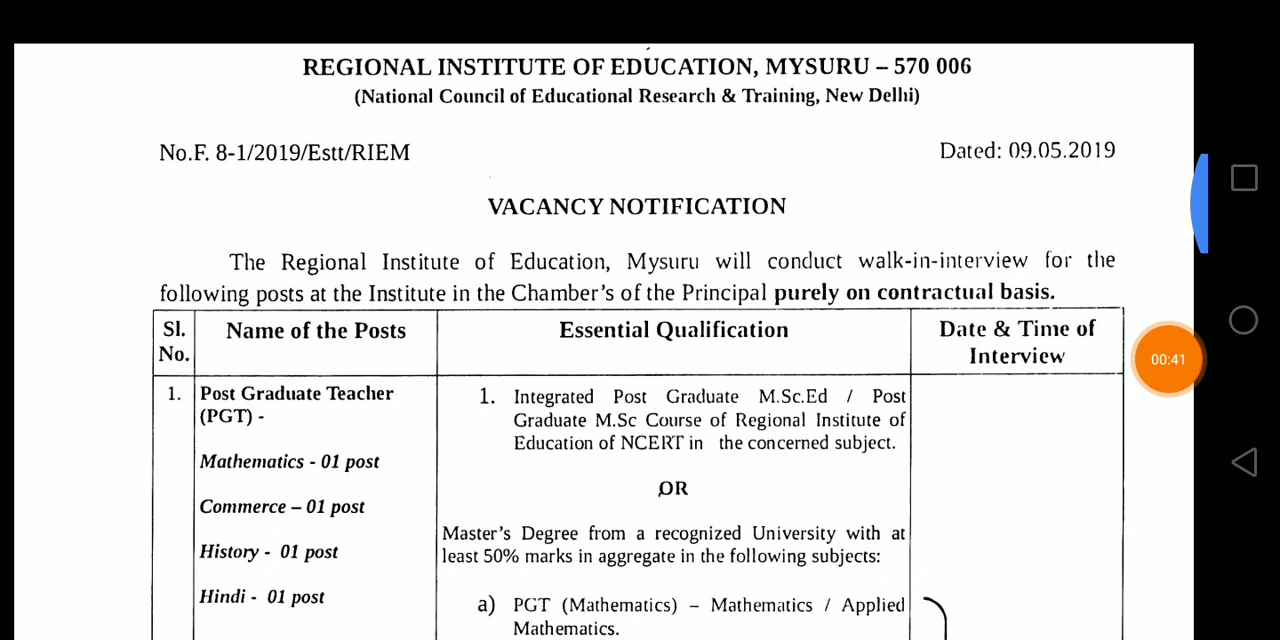 REGIONAL INSTITUTE OF EDUCATION, MYSURU – 570 006
(National Council of Educational Research & Training, New Delhi)
No.F. 8-1/2019/Estt/RIEM
Dated: 09.05.2019
VACANCY NOTIFICATION
The Regional Institute of Education, Mysuru will conduct walk-in-interview for the
following posts at the Institute in the Chamber's of the Principal purely on contractual basis.
Sl.
No.
Name of the Posts
Essential Qualification
Date & Time of
Interview
1.
Post Graduate Teacher
(PGT) -
Mathematics - 01 post
Commerce – 01 post
History - 01 post
Hindi - 01 post
1. Integrated Post Graduate M.Sc.Ed / Post
Graduate M.Sc Course of Regional Institute of
Education of NCERT in the concerned subject.
OR
Master's Degree from a recognized University with at
least 50% marks in aggregate in the following subjects:
a) PGT (Mathematics) – Mathematics / Applied
Mathematics.
00:41